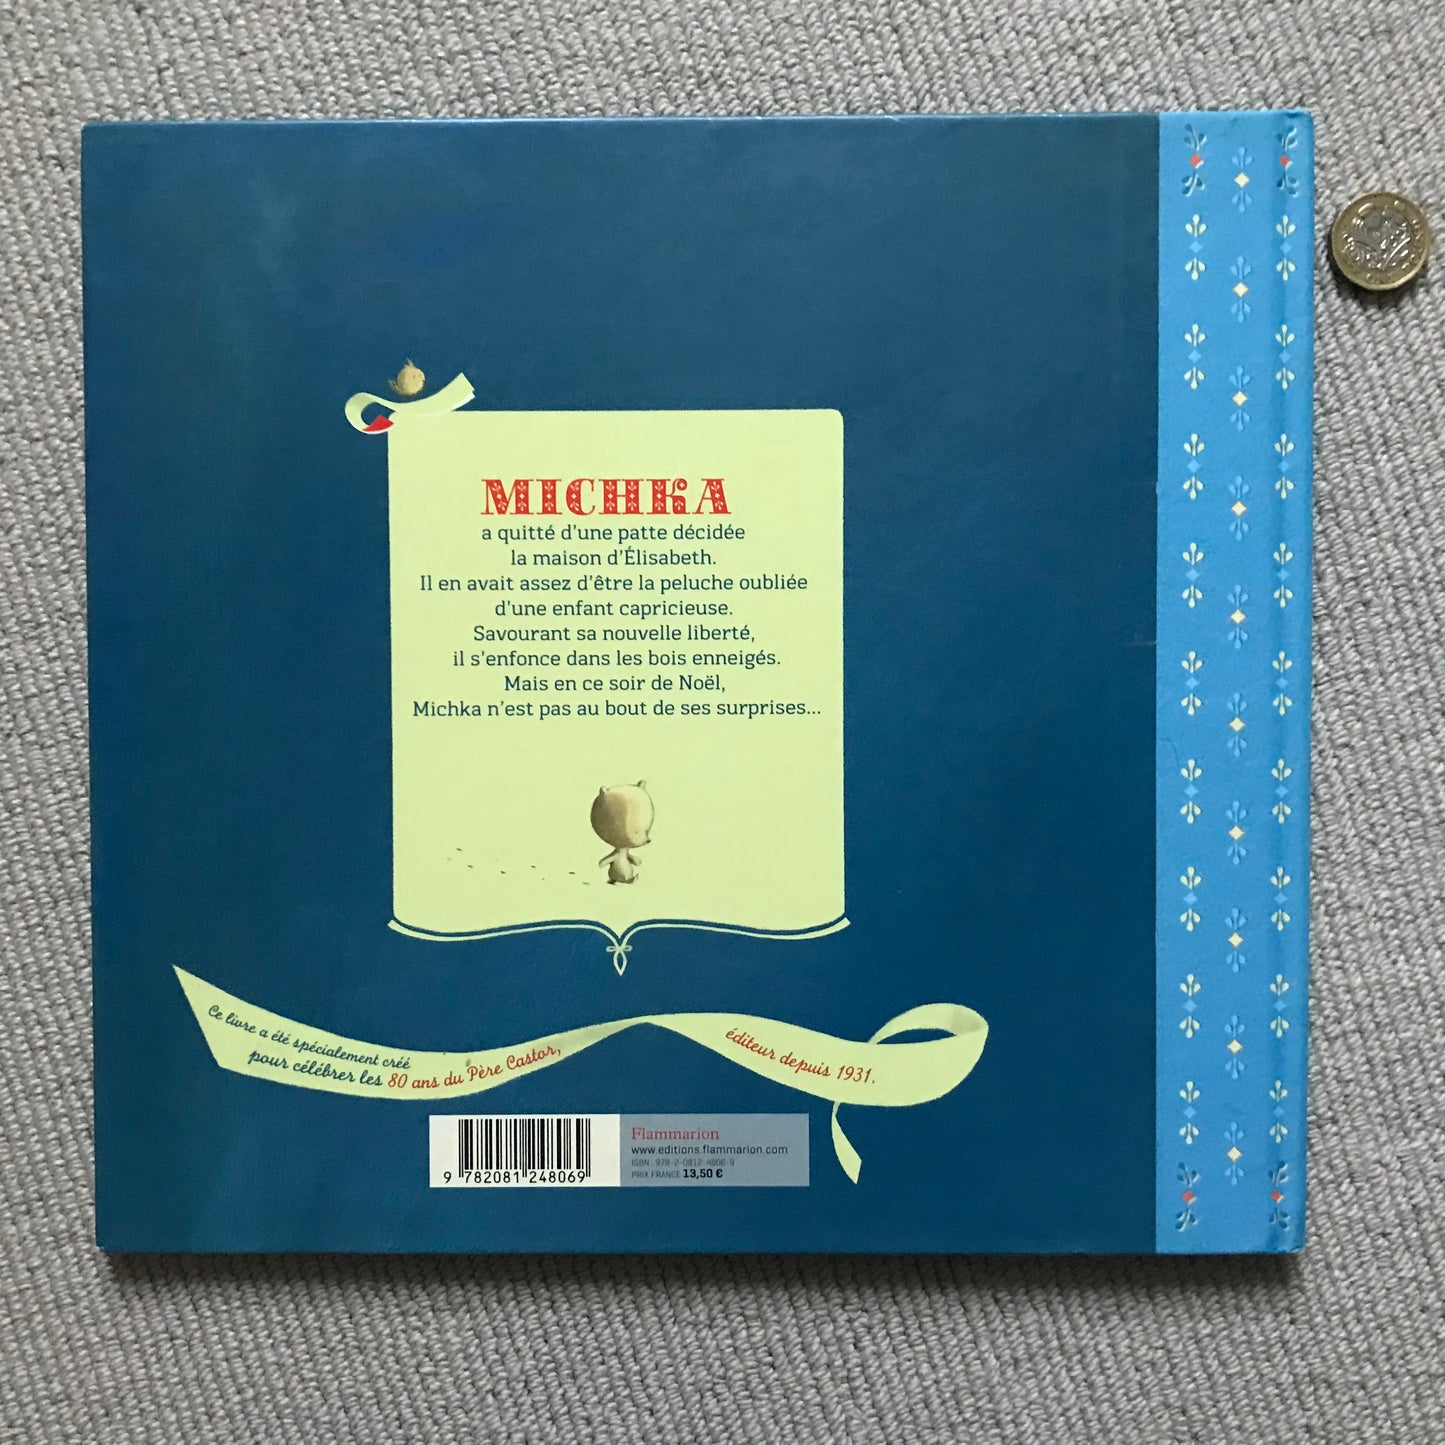 MICHKA
a quitté d'une patte décidée
la maison d'Élisabeth.
Il en avait assez d'être la peluche oubliée
d'une enfant capricieuse.
Savourant sa nouvelle liberté,
il s'enfonce dans les bois enneigés.
Mais en ce soir de Noël,
Michka n'est pas au bout de ses surprises...
Ce livre a été spécialement créé
pour célébrer les 80 ans du Père Castor,
éditeur depuis 1931.
Flammarion
www.editions.flammarion.com
ISBN : 978-2-0812-4806-9
PRIX FRANCE 13,50 €
9 782081 248069